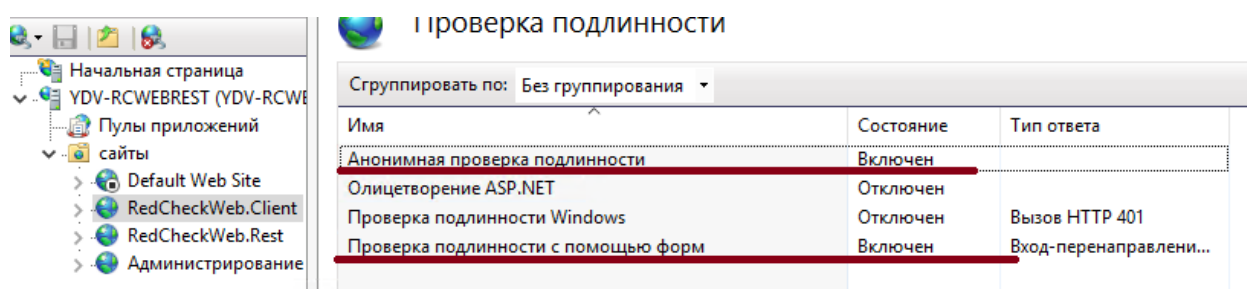 Проверка подлинности
Начальная страница
YDV-RCWEBREST (YDV-RCWE
Пулы приложений
сайты
Default Web Site
RedCheckWeb.Client
RedCheckWeb.Rest
Администрирование
Сгруппировать по: Без группирования
Имя Состояние Тип ответа
Анонимная проверка подлинности Включен
Олицетворение ASP.NET Отключен
Проверка подлинности Windows Отключен Вызов HTTP 401
Проверка подлинности с помощью форм Включен Вход-перенаправлени...